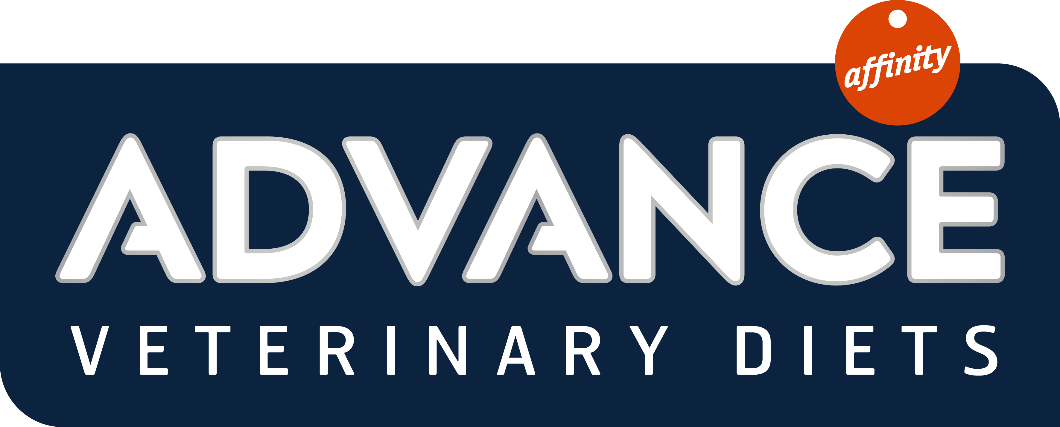 affinity
ADVANCE
VETERINARY DIETS